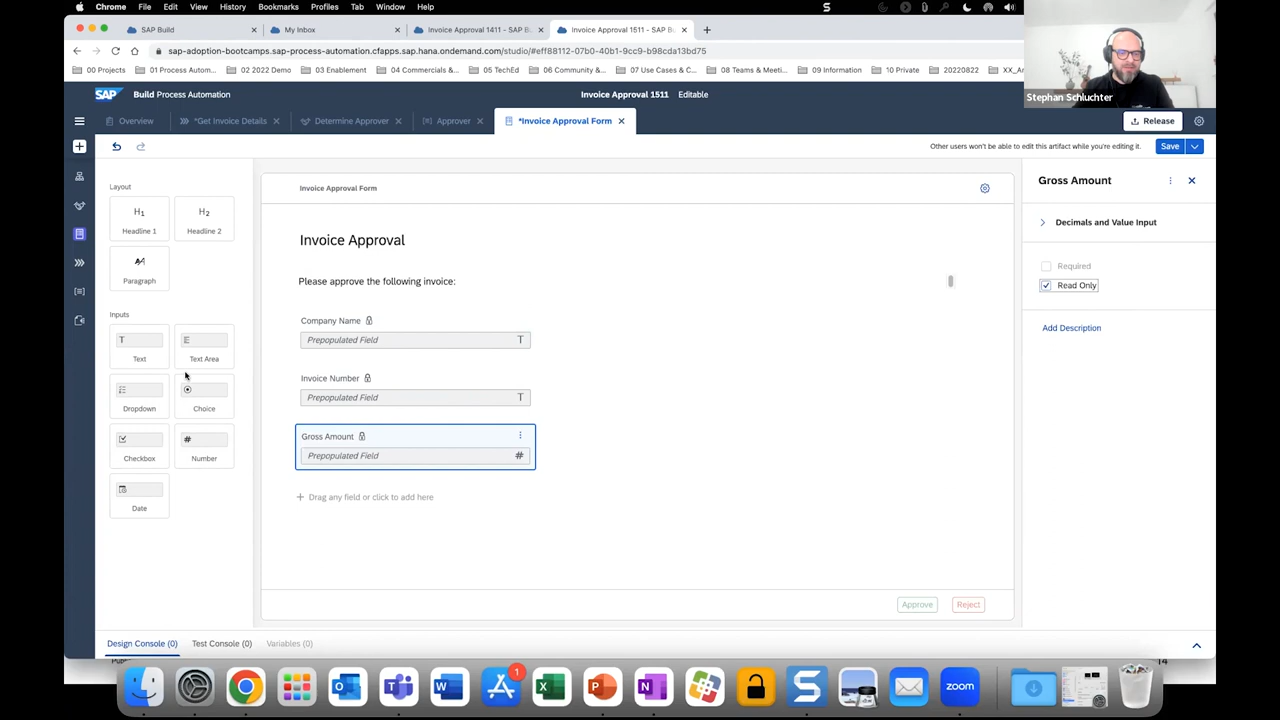 Chrome File Edit View History Bookmarks Profiles Tab Window Help
SAP Build
My Inbox
Invoice Approval 1411 - SAP B
Invoice Approval 1511 - SAP B
sap-adoption-bootcamps.sap-process-automation.cfapps.sap.hana.ondemand.com/studio/#eff88112-07b0-40b1-9cc9-b98cda13bd75
00 Projects
01 Process Autom...
02 2022 Demo
03 Enablement
04 Commercials &...
05 TechEd
06 Community &...
07 Use Cases & C...
08 Teams & Meeti...
09 Information
10 Private
20220822
Stephan Schluchter
SAP Build Process Automation
Invoice Approval 1511 Editable
Overview
*Get Invoice Details
Determine Approver
Approver
*Invoice Approval Form
Release
Other users won't be able to edit this artifact while you're editing it.
Save
Layout
H1
Headline 1
H2
Headline 2
Paragraph
Inputs
T
Text
Text Area
Dropdown
Choice
Checkbox
#
Number
Date
Invoice Approval Form
Invoice Approval
Please approve the following invoice:
Company Name
Prepopulated Field T
Invoice Number
Prepopulated Field T
Gross Amount
Prepopulated Field #
+ Drag any field or click to add here
Approve
Reject
Gross Amount
Decimals and Value Input
Required
Read Only
Add Description
Design Console (0)
Test Console (0)
Variables (0)
14
1
zoom